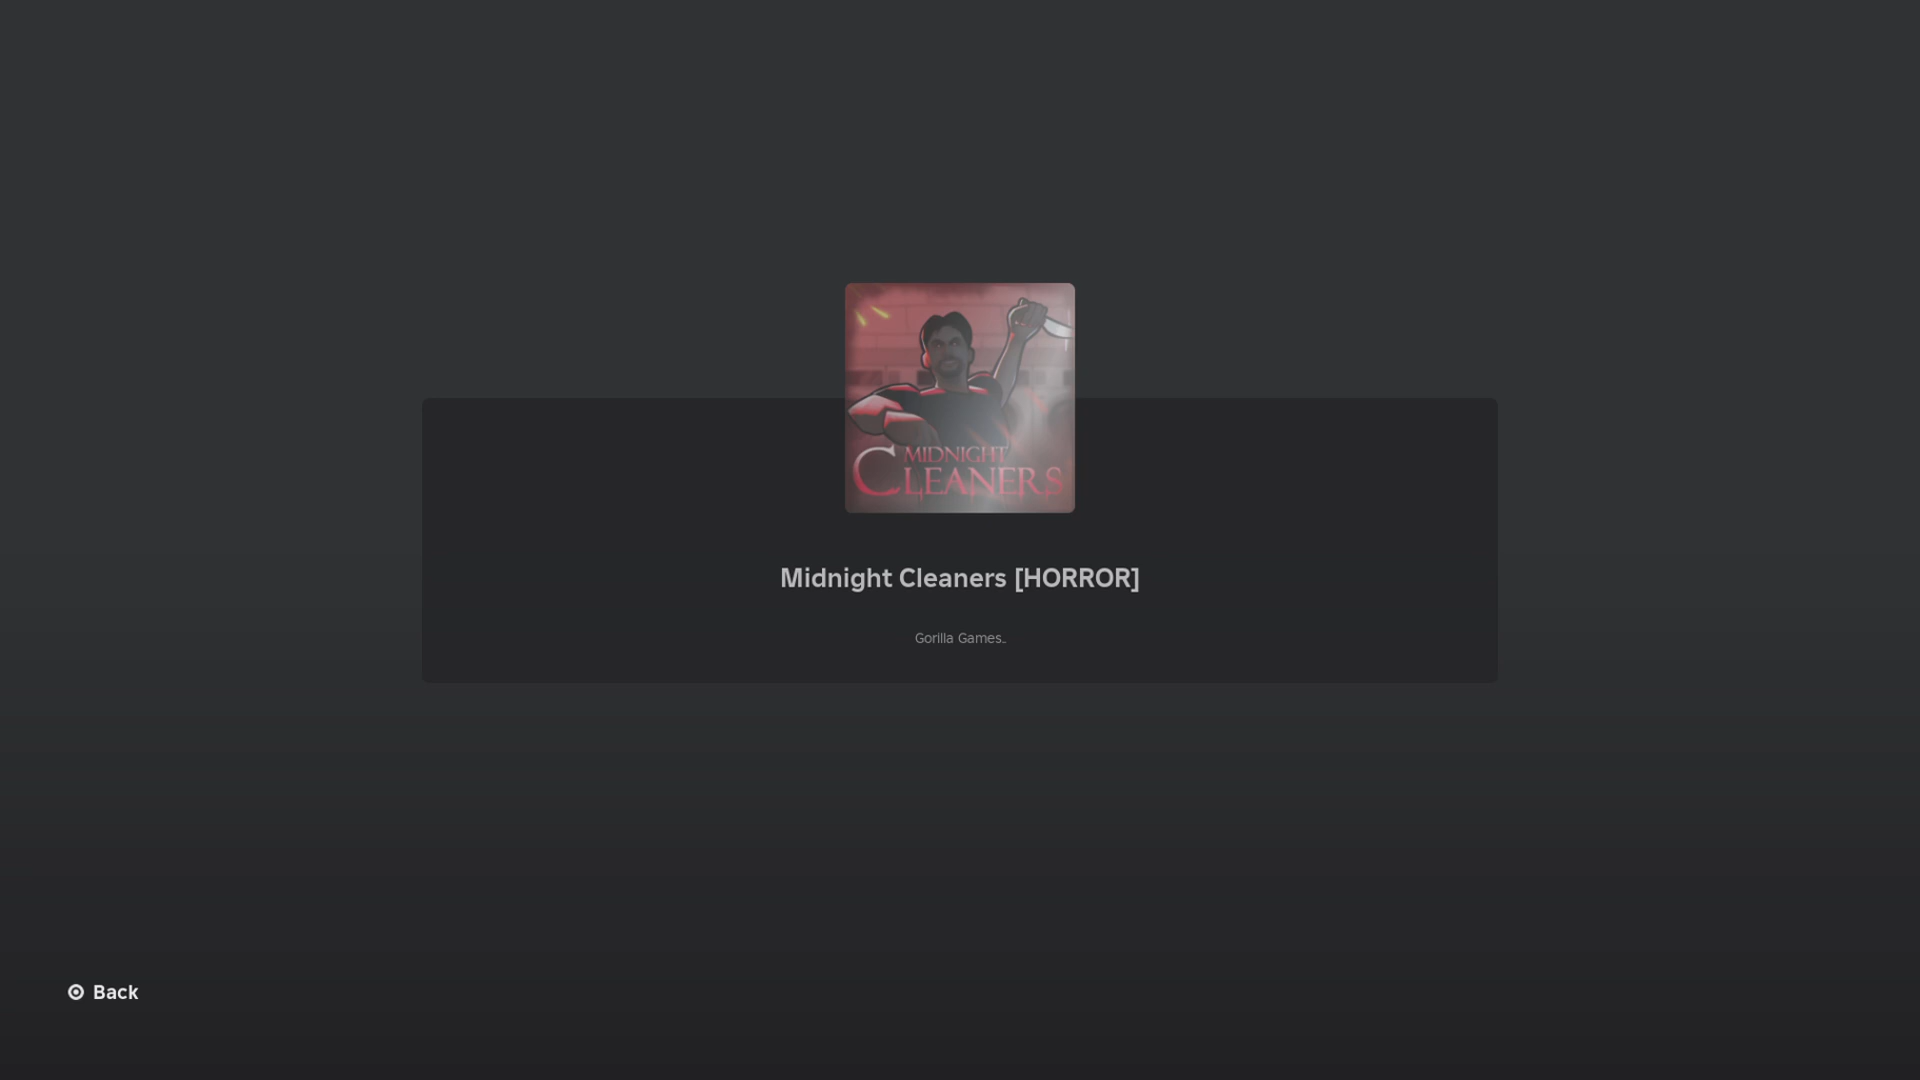 MIDNIGHT
CLEANERS
Midnight Cleaners [HORROR]
Gorilla Games..
Back